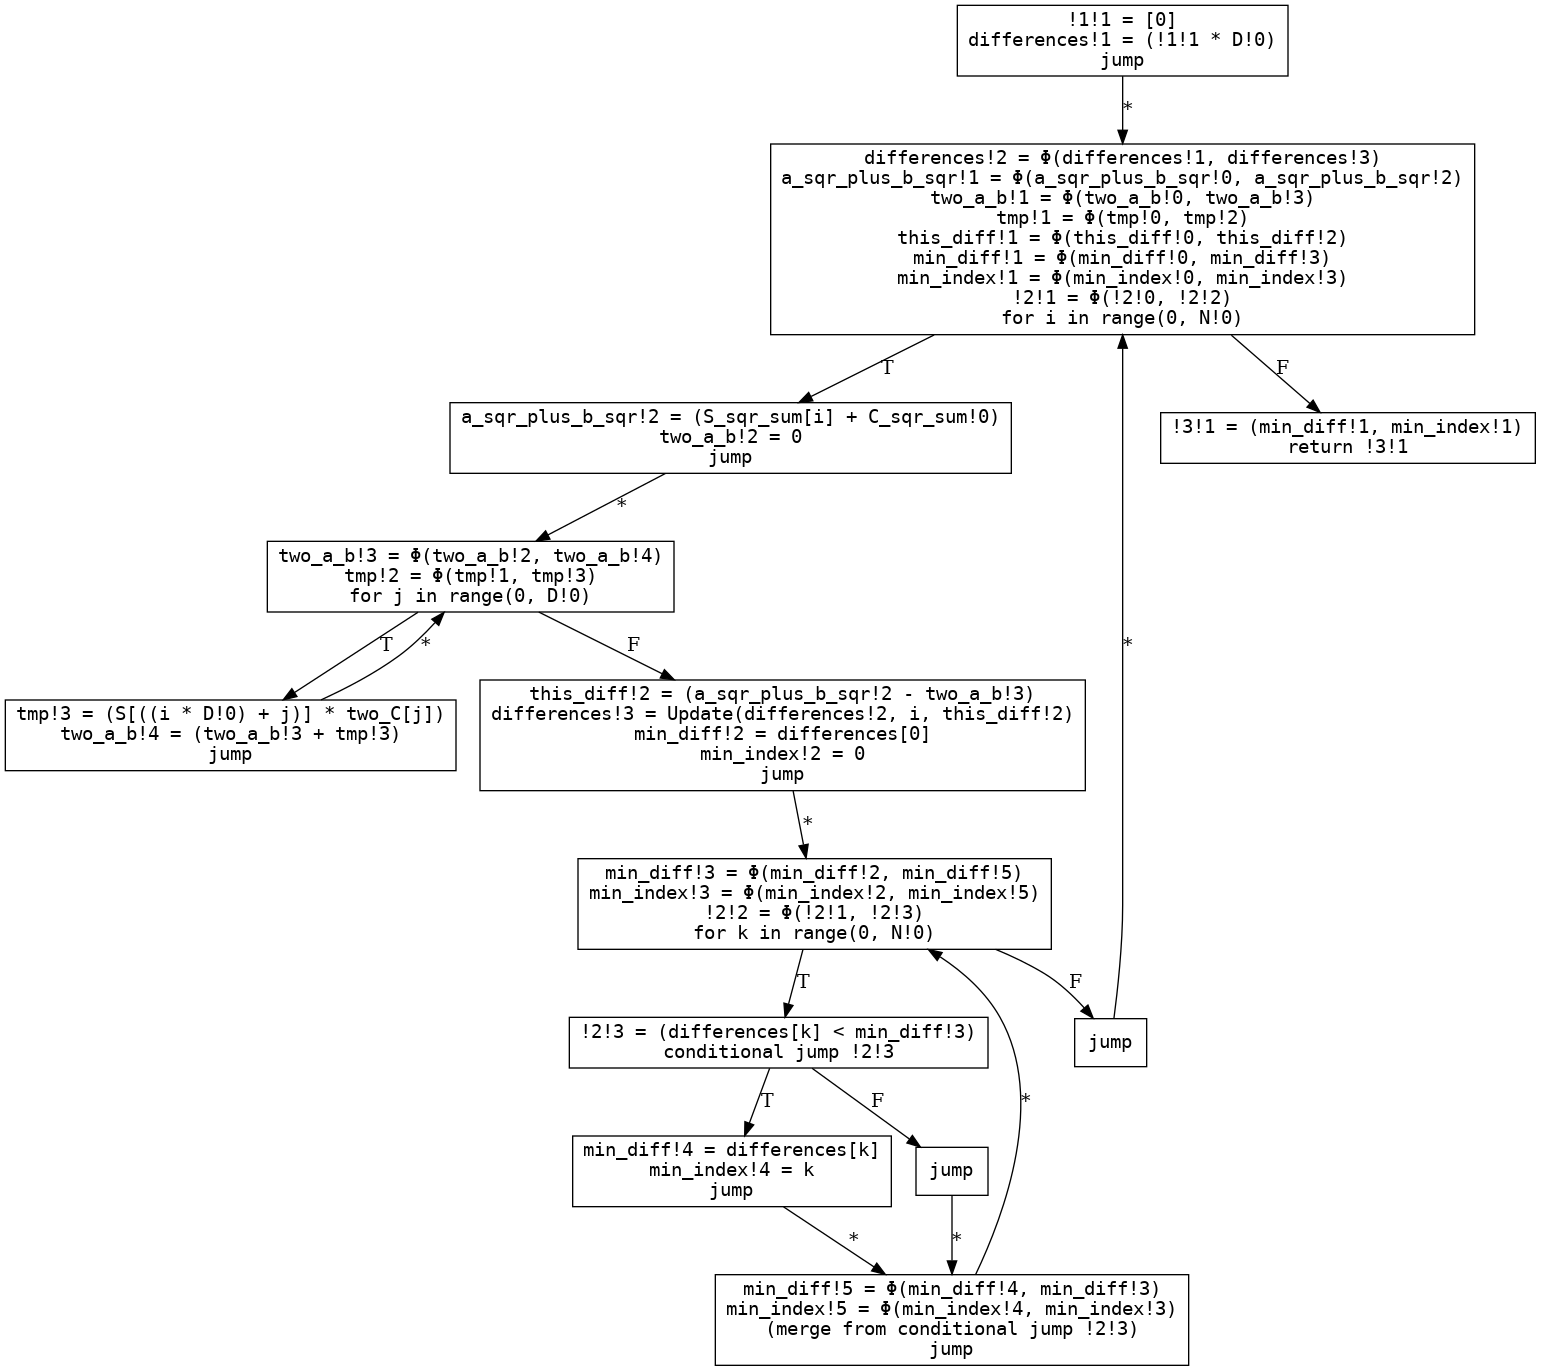 !1!1 = [0]
differences!1 = (!1!1 * D!0)
jump
*
differences!2 = Φ(differences!1, differences!3)
a_sqr_plus_b_sqr!1 = Φ(a_sqr_plus_b_sqr!0, a_sqr_plus_b_sqr!2)
two_a_b!1 = Φ(two_a_b!0, two_a_b!3)
tmp!1 = Φ(tmp!0, tmp!2)
this_diff!1 = Φ(this_diff!0, this_diff!2)
min_diff!1 = Φ(min_diff!0, min_diff!3)
min_index!1 = Φ(min_index!0, min_index!3)
!2!1 = Φ(!2!0, !2!2)
for i in range(0, N!0)
T
F
a_sqr_plus_b_sqr!2 = (S_sqr_sum[i] + C_sqr_sum!0)
two_a_b!2 = 0
jump
!3!1 = (min_diff!1, min_index!1)
return !3!1
*
two_a_b!3 = Φ(two_a_b!2, two_a_b!4)
tmp!2 = Φ(tmp!1, tmp!3)
for j in range(0, D!0)
T
*
F
*
tmp!3 = (S[((i * D!0) + j)] * two_C[j])
two_a_b!4 = (two_a_b!3 + tmp!3)
jump
this_diff!2 = (a_sqr_plus_b_sqr!2 - two_a_b!3)
differences!3 = Update(differences!2, i, this_diff!2)
min_diff!2 = differences[0]
min_index!2 = 0
jump
*
min_diff!3 = Φ(min_diff!2, min_diff!5)
min_index!3 = Φ(min_index!2, min_index!5)
!2!2 = Φ(!2!1, !2!3)
for k in range(0, N!0)
T
F
!2!3 = (differences[k] < min_diff!3)
conditional jump !2!3
jump
T
F
*
min_diff!4 = differences[k]
min_index!4 = k
jump
jump
*
*
min_diff!5 = Φ(min_diff!4, min_diff!3)
min_index!5 = Φ(min_index!4, min_index!3)
(merge from conditional jump !2!3)
jump